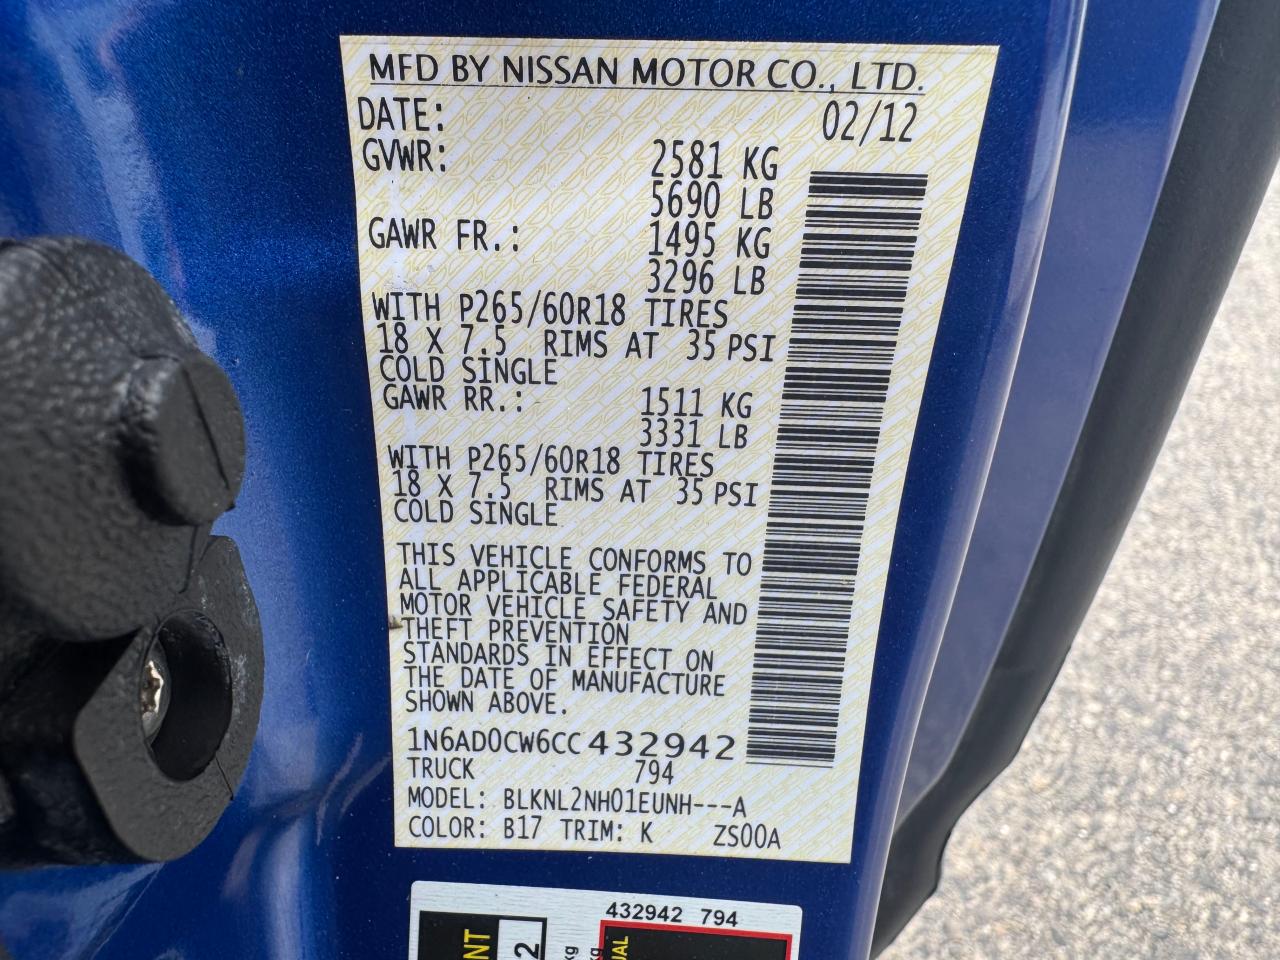 MFD BY NISSAN MOTOR CO., LTD.
DATE: 02/12
GVWR: 2581 KG
5690 LB
GAWR FR.: 1495 KG
3296 LB
WITH P265/60R18 TIRES
18 X 7.5 RIMS AT 35 PSI
COLD SINGLE
GAWR RR.: 1511 KG
3331 LB
WITH P265/60R18 TIRES
18 X 7.5 RIMS AT 35 PSI
COLD SINGLE
THIS VEHICLE CONFORMS TO
ALL APPLICABLE FEDERAL
MOTOR VEHICLE SAFETY AND
THEFT PREVENTION
STANDARDS IN EFFECT ON
THE DATE OF MANUFACTURE
SHOWN ABOVE.
1N6AD0CW6CC432942
TRUCK 794
MODEL: BLKNL2NH01EUNH---A
COLOR: B17 TRIM: K ZS00A
432942 794